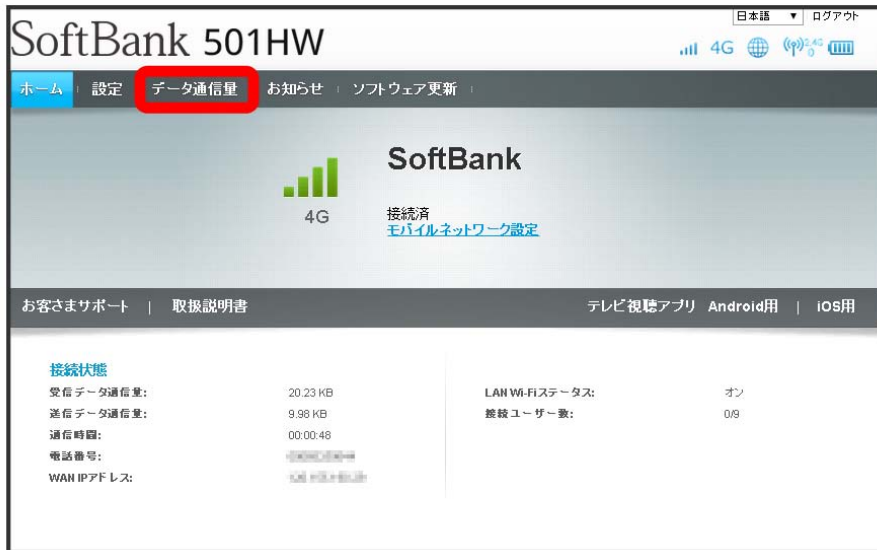 日本語 ▼ ログアウト
SoftBank 501HW
4G 2.4G 0
ホーム 設定 データ通信量 お知らせ ソフトウェア更新
SoftBank
4G
接続済
モバイルネットワーク設定
お客さまサポート | 取扱説明書 テレビ視聴アプリ Android用 | iOS用
接続状態
受信データ通信量: 20.23 KB LAN Wi-Fiステータス: オン
送信データ通信量: 9.98 KB 接続ユーザー数: 0/9
通信時間: 00:00:48
電話番号:
WAN IPアドレス: